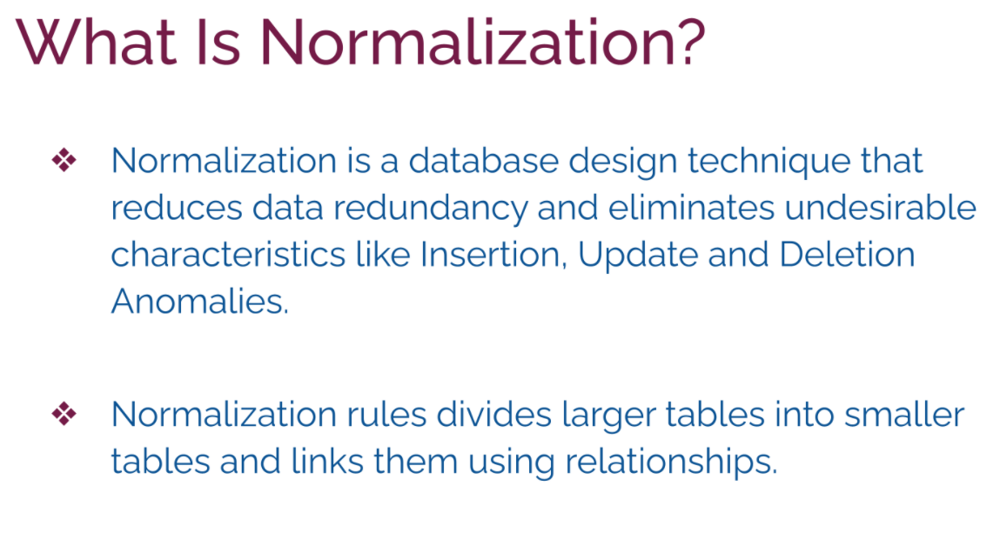 What Is Normalization?
❖ Normalization is a database design technique that
reduces data redundancy and eliminates undesirable
characteristics like Insertion, Update and Deletion
Anomalies.
❖ Normalization rules divides larger tables into smaller
tables and links them using relationships.